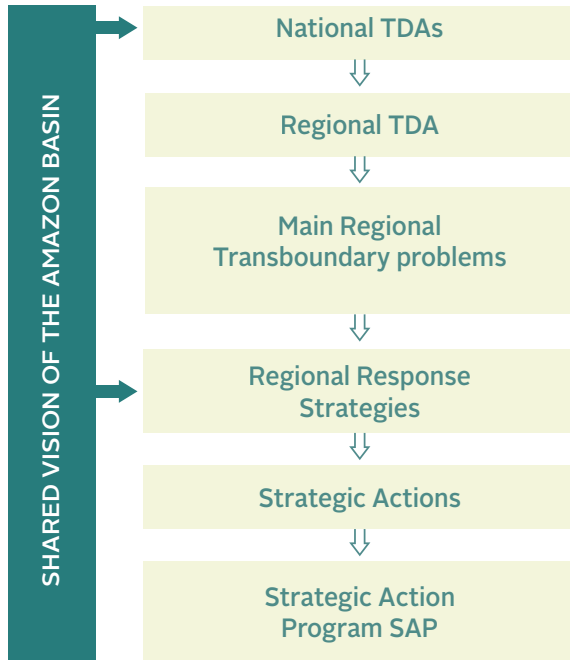 SHARED VISION OF THE AMAZON BASIN
National TDAs
Regional TDA
Main Regional
Transboundary problems
Regional Response
Strategies
Strategic Actions
Strategic Action
Program SAP